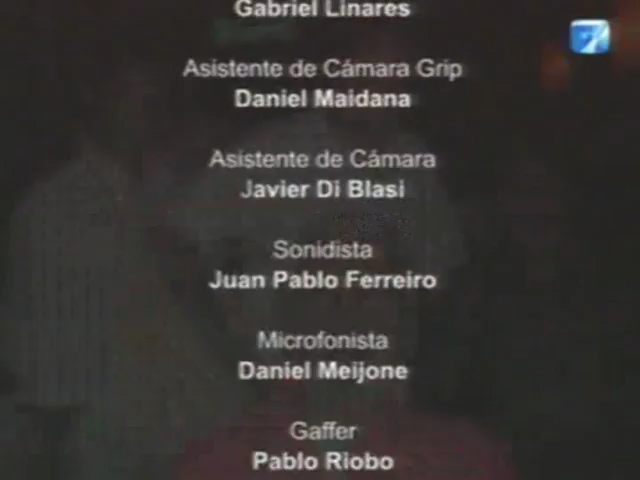 Gabriel Linares
Asistente de Cámara Grip
Daniel Maidana
Asistente de Cámara
Javier Di Blasi
Sonidista
Juan Pablo Ferreiro
Microfonista
Daniel Meijone
Gaffer
Pablo Riobo
7